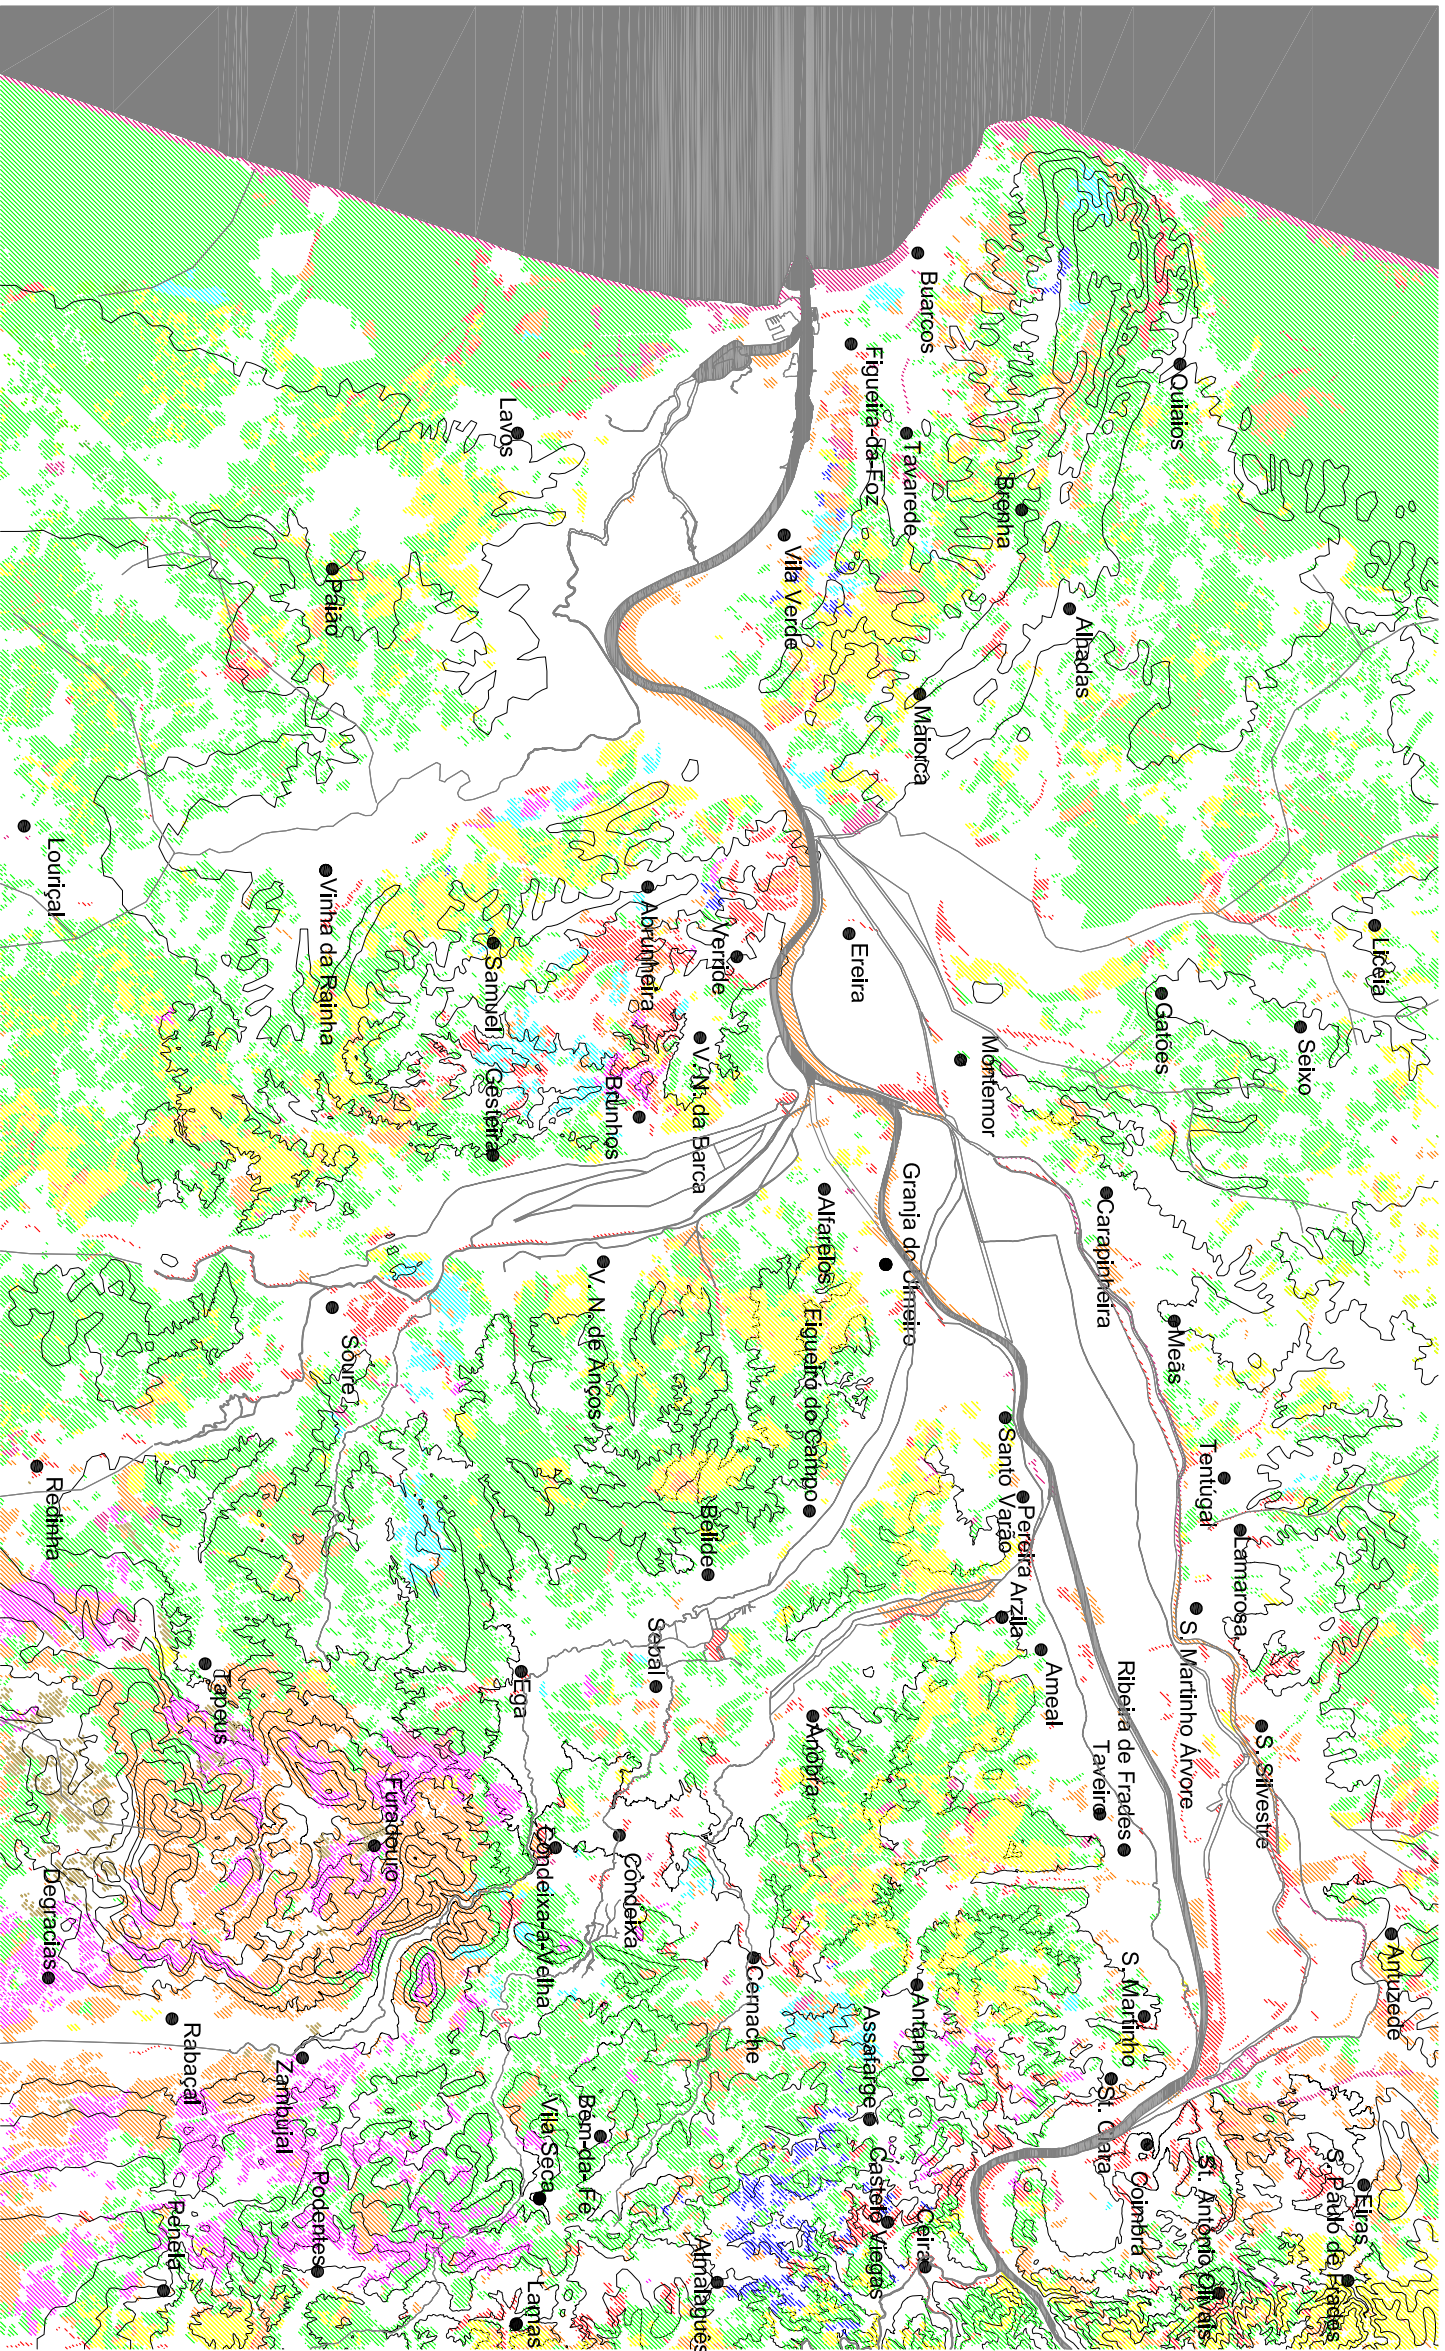 Buarcos
Quiaios
Figueira-da-Foz
Lavos
Tavarede
Brenha
Vila Verde
Paião
Alhadas
Maiorca
Louriçal
Vinha da Rainha
Abrunheira
Verride
Ereira
Liceia
Samuel
Gatões
Seixo
V. N. da Barca
Montemor
Gesteira
Brunhos
Alfarelos
Granja do Ulmeiro
Carapinheira
V. N. de Anços
Soure
Figueiró do Campo
Meãs
Santo Varão
Tentúgal
Redinha
Pereira
Lamarosa
Belide
Arzila
S. Martinho Árvore
Sebal
Ameal
Tapeus
Ega
Ribeira de Frades
Anobra
Taveiro
S. Silvestre
Furadouro
Condeixa-a-Velha
Condeixa
Degracias
Cernache
Antanhol
S. Martinho
Antuzede
Rabaçal
Zambujal
Assafarge
St. Clara
Bem-da-Fé
Vila Seca
Castelo Viegas
Coimbra
St. António Olivais
S. Paulo de Frades
Eiras
Podentes
Penela
Ceira
Almalaguês
Lamas